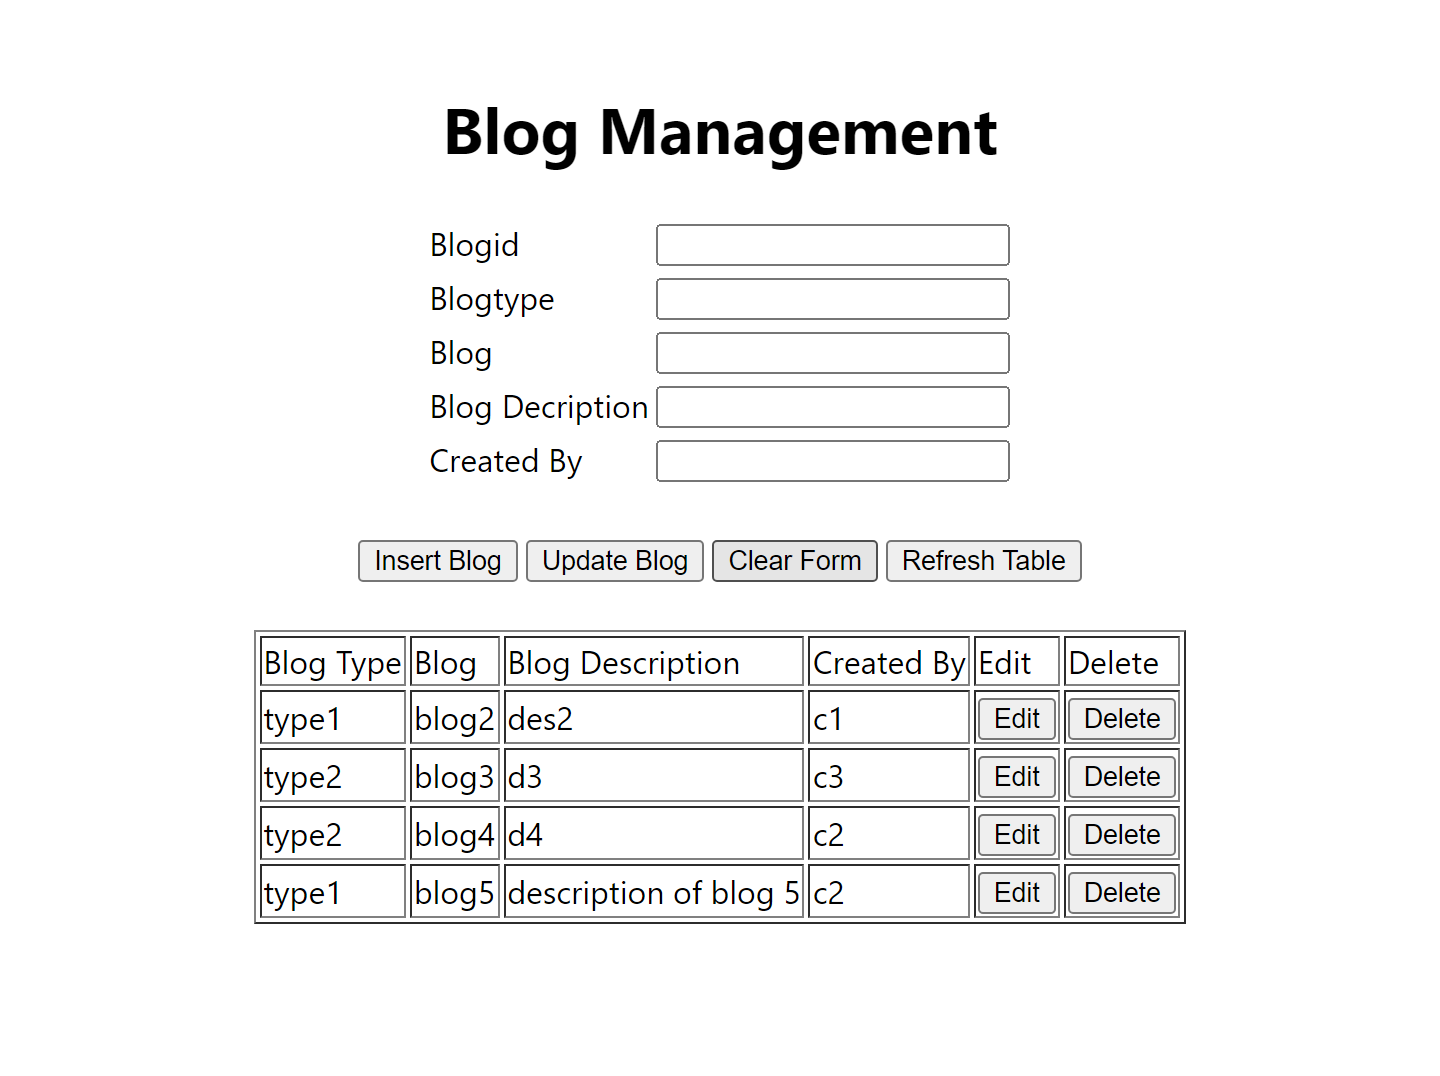 Blog Management
Blogid
Blogtype
Blog
Blog Decription
Created By
Insert Blog Update Blog Clear Form Refresh Table
Blog Type Blog Blog Description Created By Edit Delete
type1 blog2 des2 c1 Edit Delete
type2 blog3 d3 c3 Edit Delete
type2 blog4 d4 c2 Edit Delete
type1 blog5 description of blog 5 c2 Edit Delete